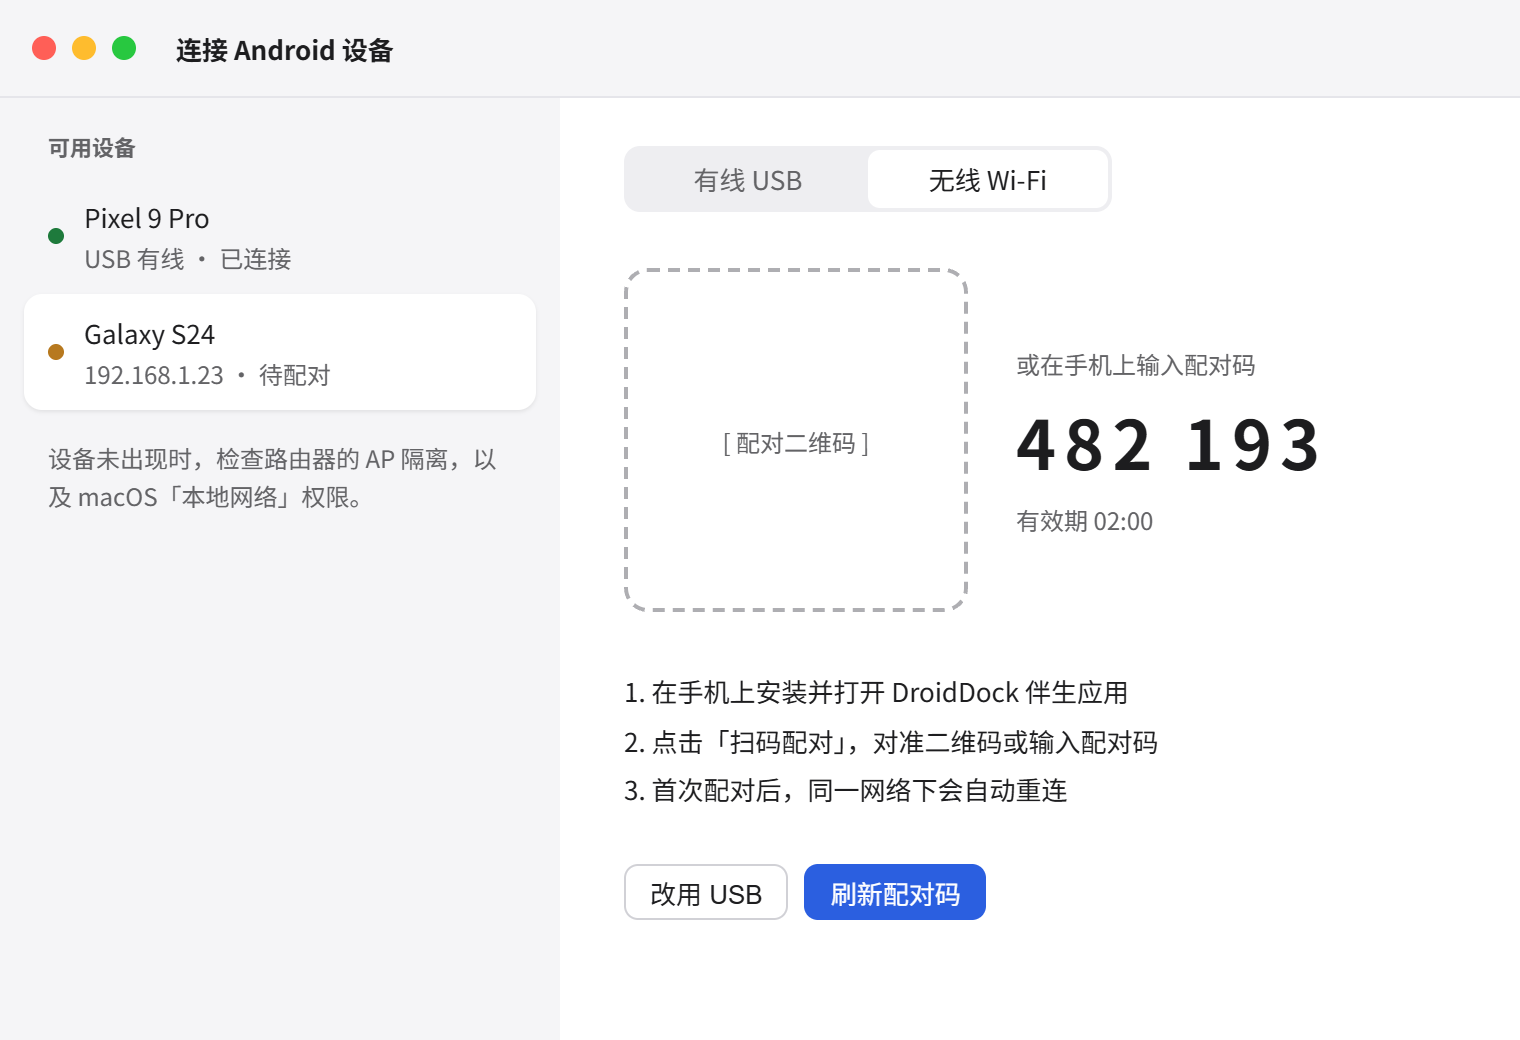 连接 Android 设备
可用设备
Pixel 9 Pro
USB 有线 · 已连接
Galaxy S24
192.168.1.23 · 待配对
设备未出现时，检查路由器的 AP 隔离，以
及 macOS「本地网络」权限。
有线 USB
无线 Wi-Fi
[ 配对二维码 ]
或在手机上输入配对码
482 193
有效期 02:00
1. 在手机上安装并打开 DroidDock 伴生应用
2. 点击「扫码配对」，对准二维码或输入配对码
3. 首次配对后，同一网络下会自动重连
改用 USB
刷新配对码